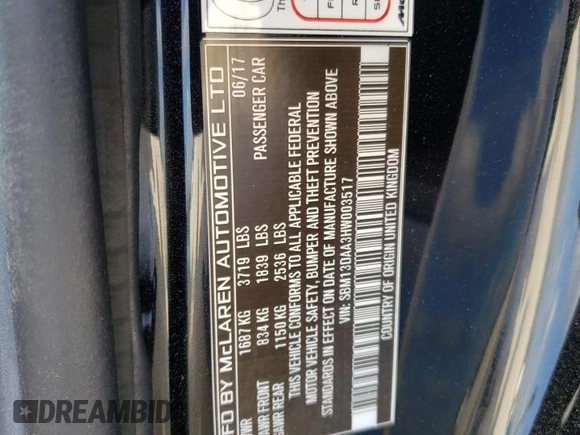 MFD BY McLAREN AUTOMOTIVE LTD
06/17
1687 KG 3719 LBS PASSENGER CAR
GAWR FRONT 834 KG 1839 LBS
GAWR REAR 1150 KG 2536 LBS
THIS VEHICLE CONFORMS TO ALL APPLICABLE FEDERAL
MOTOR VEHICLE SAFETY, BUMPER AND THEFT PREVENTION
STANDARDS IN EFFECT ON DATE OF MANUFACTURE SHOWN ABOVE
VIN: SBM13DAA3HW003517
COUNTRY OF ORIGIN UNITED KINGDOM
DREAMBID